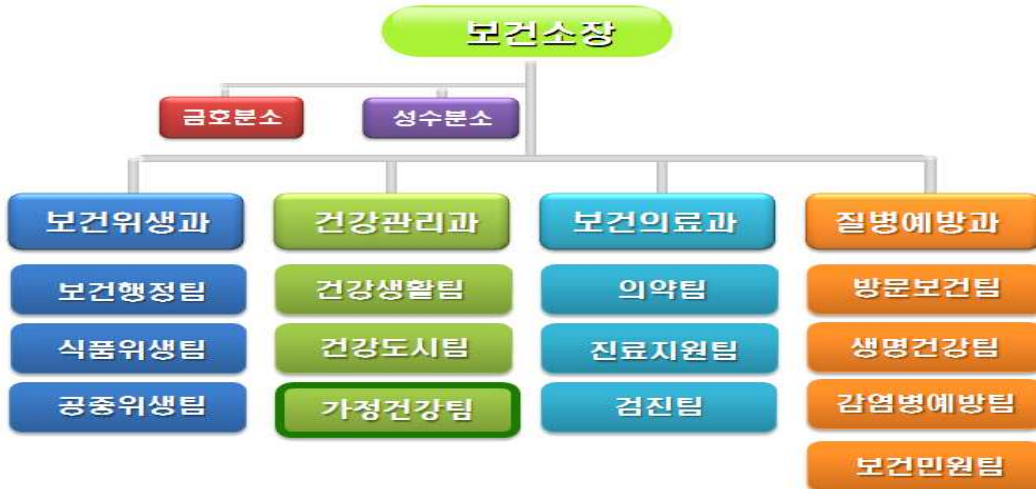 보건소장
금호분소 성수분소
보건위생과 건강관리과 보건의료과 질병예방과
보건행정팀 건강생활팀 의약팀 방문보건팀
식품위생팀 건강도시팀 진료지원팀 생명건강팀
공중위생팀 가정건강팀 검진팀 감염병예방팀
보건민원팀